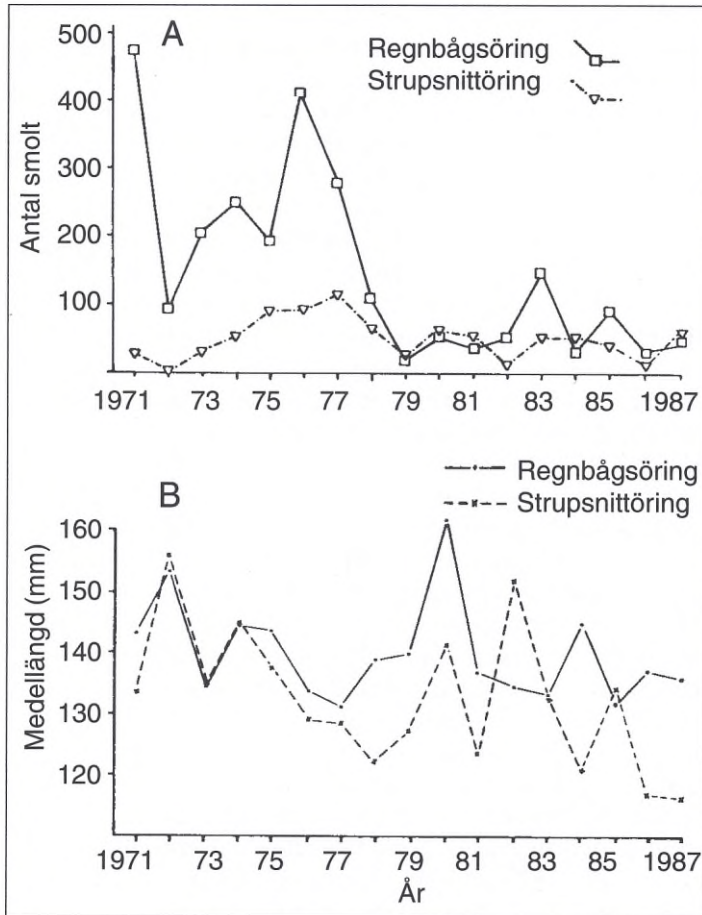 A
Regnbågsöring
Strupsnittöring
Antal smolt
500
400
300
200
100
1971 73 75 77 79 81 83 85 1987
B
Regnbågsöring
Strupsnittöring
Medellängd (mm)
160
150
140
130
120
1971 73 75 77 79 81 83 85 1987
År